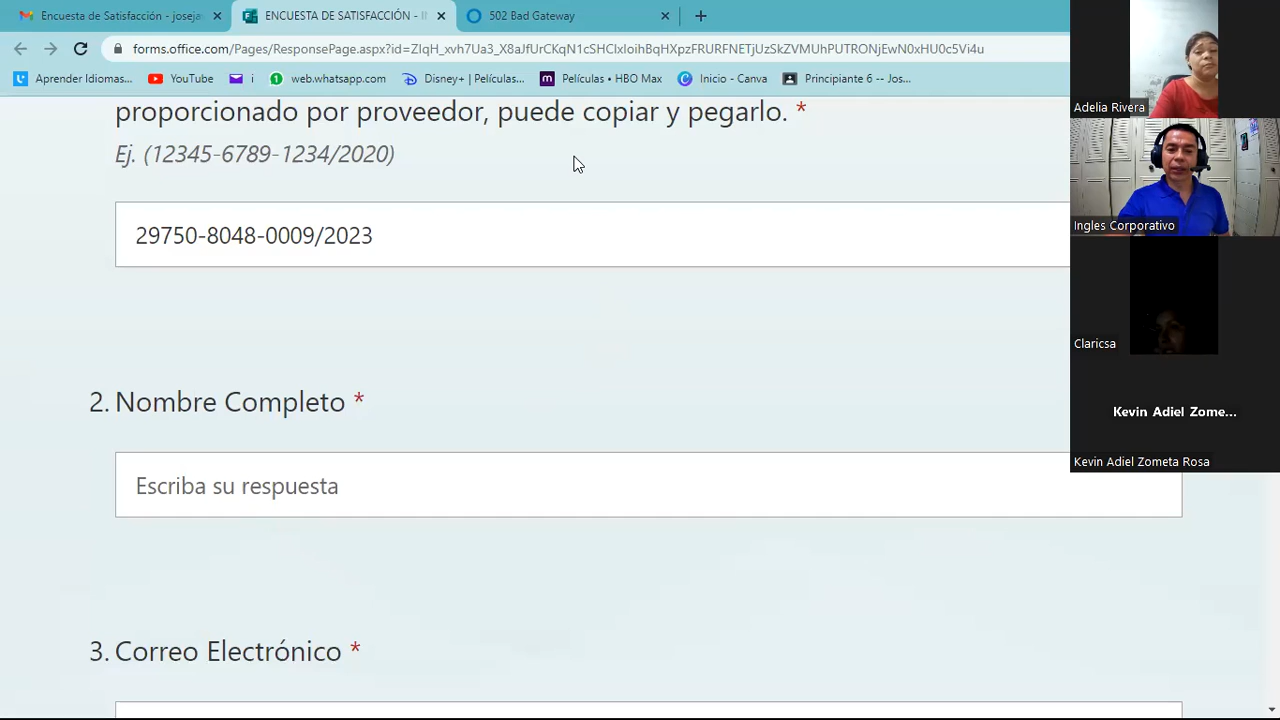 Encuesta de Satisfacción - joseja
ENCUESTA DE SATISFACCIÓN - I
502 Bad Gateway
forms.office.com/Pages/ResponsePage.aspx?id=ZIqH_xvh7Ua3_X8aJfUrCKqN1cSHCIxIoihBqHXpzFRURFNETjUzSkZVMUhPUTRONjEwN0xHU0c5Vi4u
Aprender Idiomas...
YouTube
i
web.whatsapp.com
Disney+ | Películas...
Películas • HBO Max
Inicio - Canva
Principiante 6 -- Jos...
proporcionado por proveedor, puede copiar y pegarlo. *
Ej. (12345-6789-1234/2020)
29750-8048-0009/2023
2. Nombre Completo *
Escriba su respuesta
3. Correo Electrónico *
Adelia Rivera
Ingles Corporativo
Claricsa
Kevin Adiel Zome...
Kevin Adiel Zometa Rosa